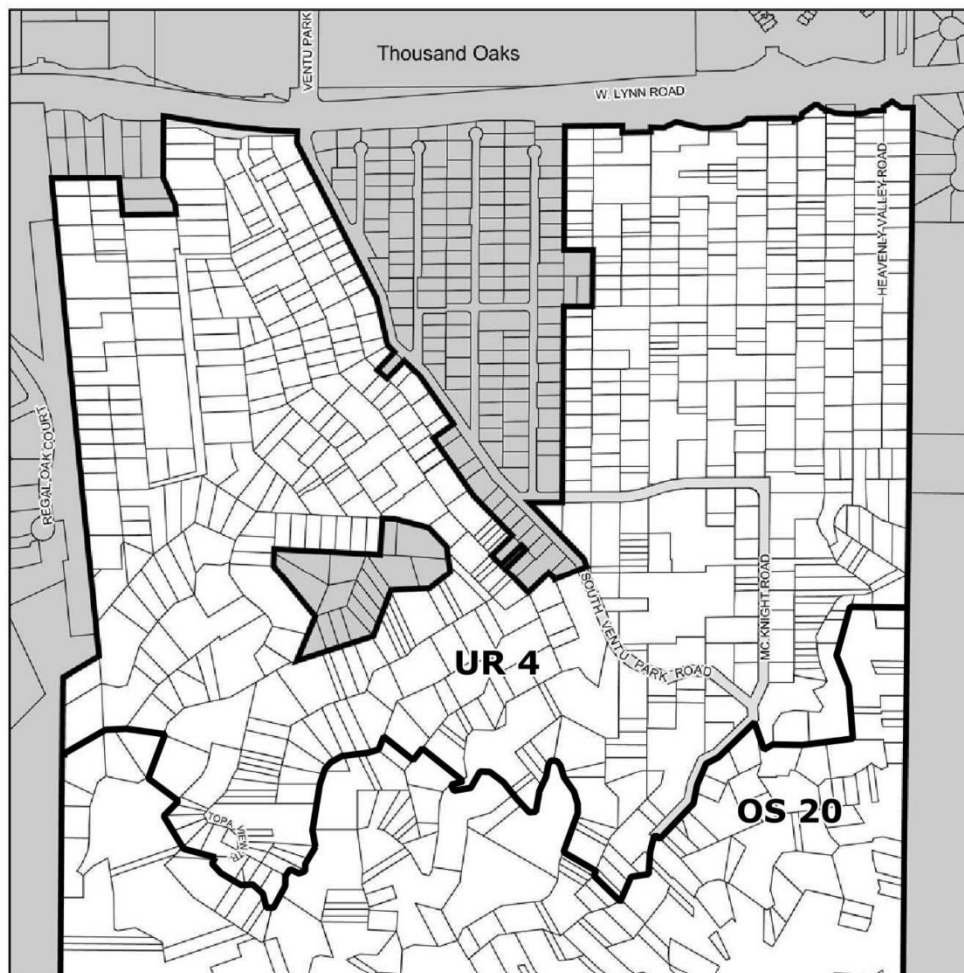 VENTU PARK
Thousand Oaks
W. LYNN ROAD
HEAVENLY VALLEY ROAD
REGAL OAK COURT
SOUTH VENTU PARK ROAD
MC KNIGHT ROAD
UR 4
OS 20
TOPA VIEW TR